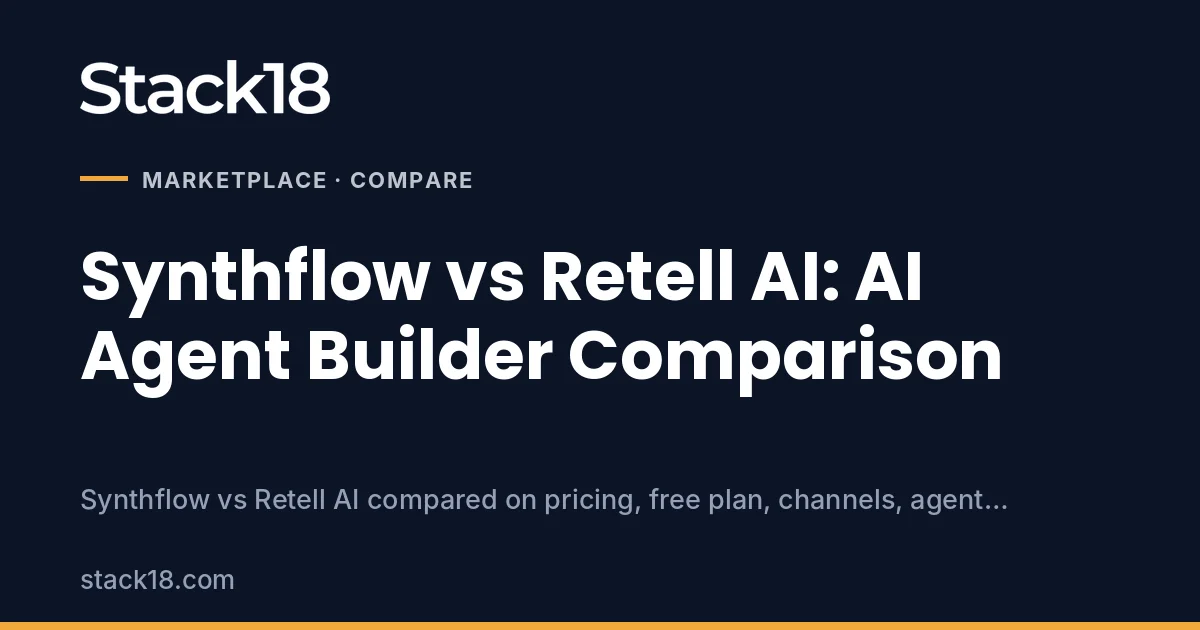 Stack18
MARKETPLACE · COMPARE
Synthflow vs Retell AI: AI
Agent Builder Comparison
Synthflow vs Retell AI compared on pricing, free plan, channels, agent...
stack18.com